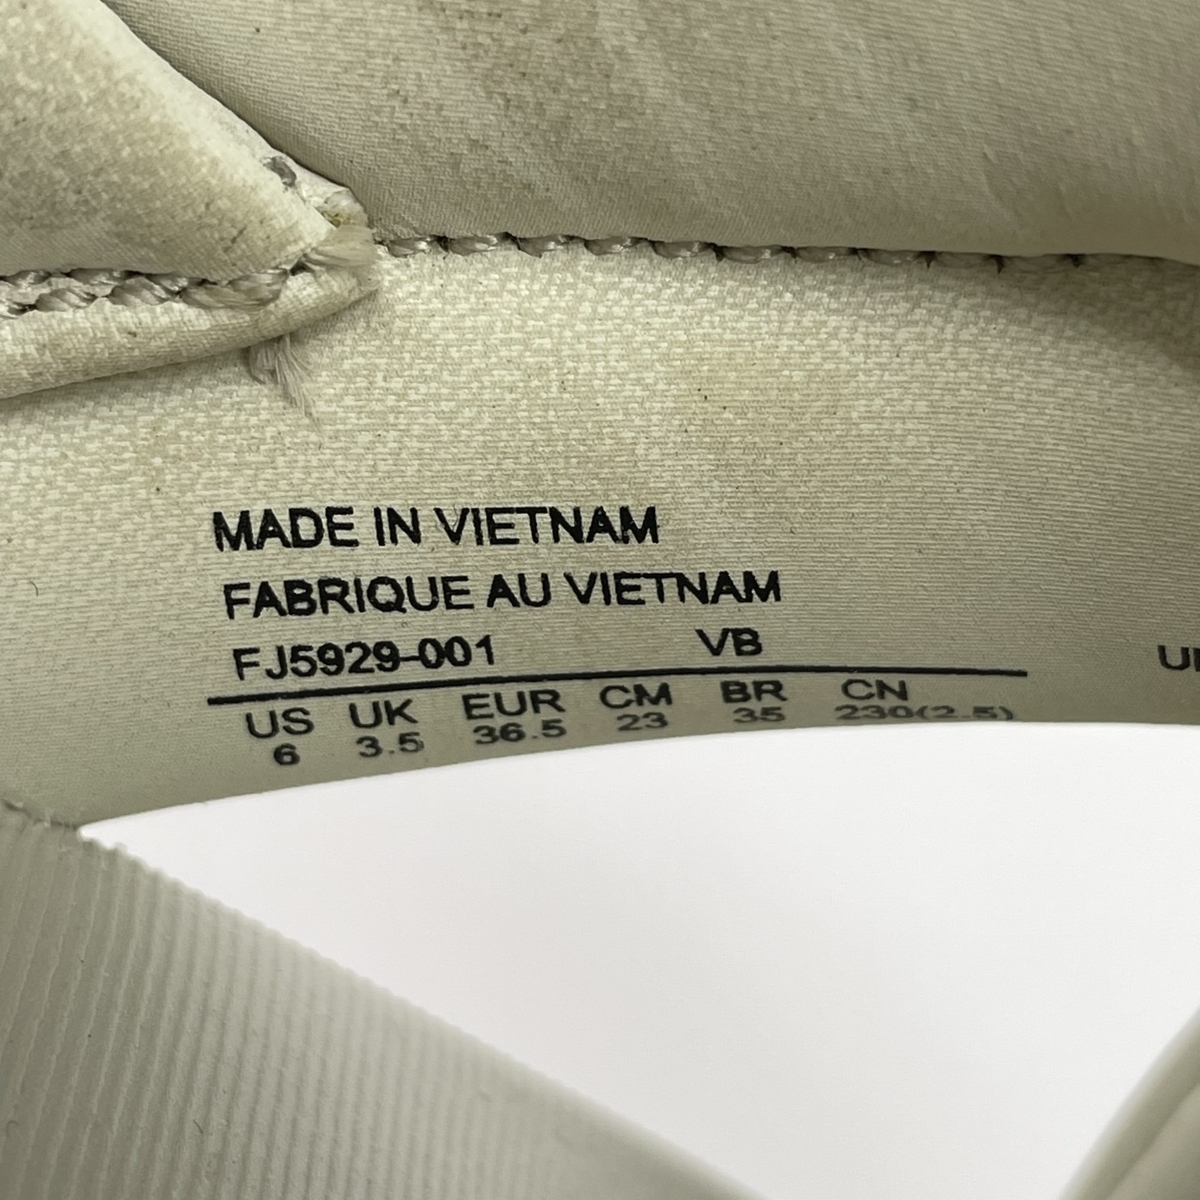 MADE IN VIETNAM
FABRIQUE AU VIETNAM
FJ5929-001 VB
US UK EUR CM BR CN
6 3.5 36.5 23 35 230(2.5)